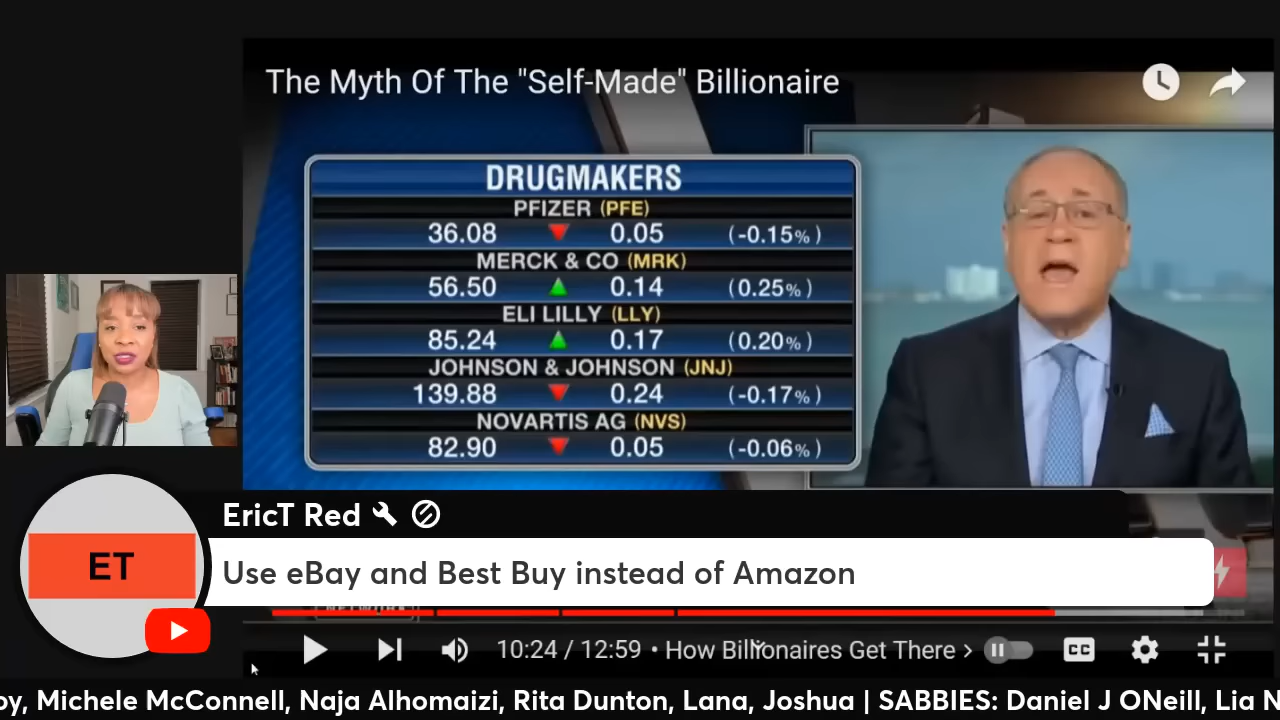 The Myth Of The "Self-Made" Billionaire
DRUGMAKERS
PFIZER (PFE)
36.08 ▼ 0.05 (-0.15%)
MERCK & CO (MRK)
56.50 ▲ 0.14 (0.25%)
ELI LILLY (LLY)
85.24 ▲ 0.17 (0.20%)
JOHNSON & JOHNSON (JNJ)
139.88 ▼ 0.24 (-0.17%)
NOVARTIS AG (NVS)
82.90 ▼ 0.05 (-0.06%)
EricT Red
ET
Use eBay and Best Buy instead of Amazon
10:24 / 12:59 • How Billionaires Get There >
CC
Michele McConnell, Naja Alhomaizi, Rita Dunton, Lana, Joshua | SABBIES: Daniel J ONeill, Lia